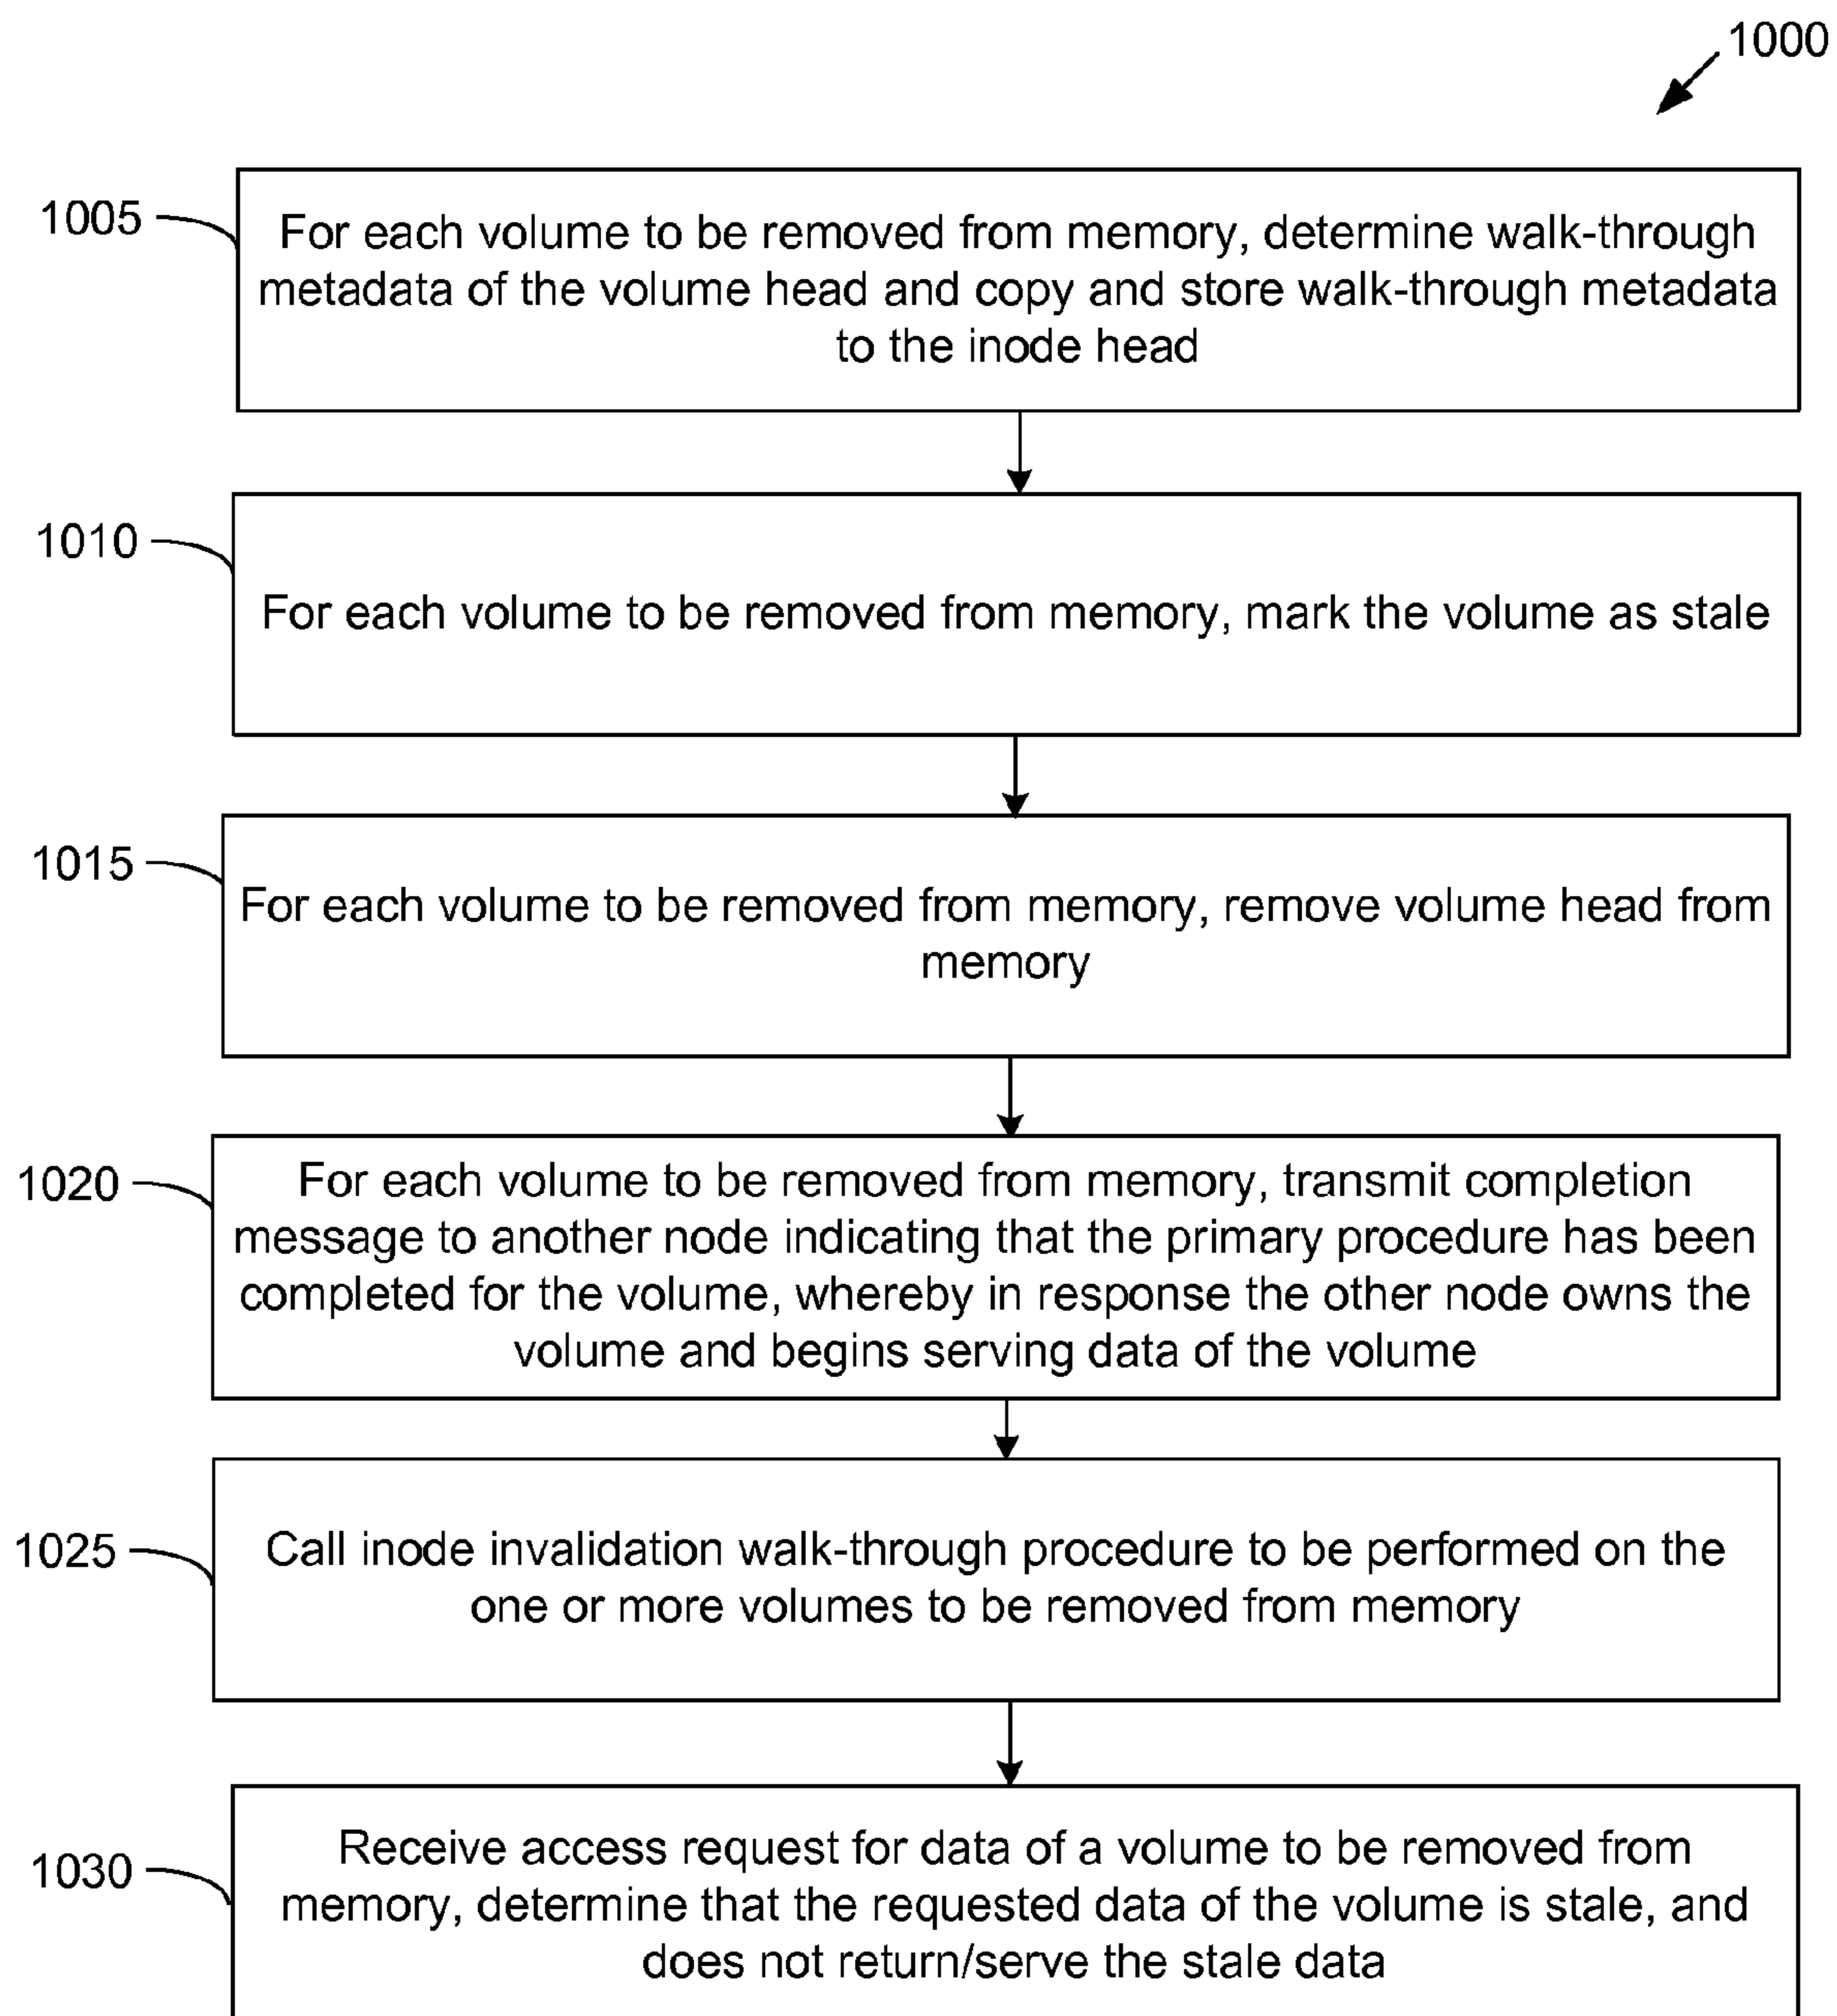 1000
1005
For each volume to be removed from memory, determine walk-through
metadata of the volume head and copy and store walk-through metadata
to the inode head
1010
For each volume to be removed from memory, mark the volume as stale
1015
For each volume to be removed from memory, remove volume head from
memory
1020
For each volume to be removed from memory, transmit completion
message to another node indicating that the primary procedure has been
completed for the volume, whereby in response the other node owns the
volume and begins serving data of the volume
1025
Call inode invalidation walk-through procedure to be performed on the
one or more volumes to be removed from memory
1030
Receive access request for data of a volume to be removed from
memory, determine that the requested data of the volume is stale, and
does not return/serve the stale data